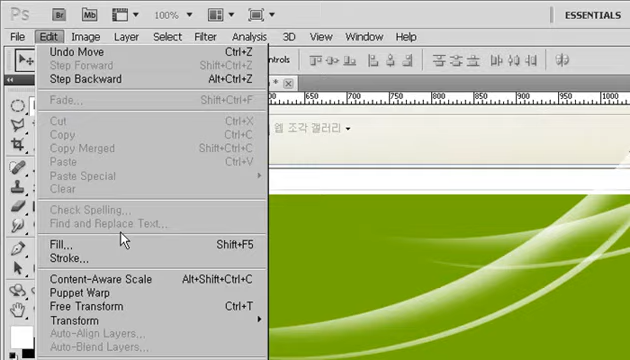 Ps Br Mb 100% ESSENTIALS
File Edit Image Layer Select Filter Analysis 3D View Window Help
Undo Move Ctrl+Z
Step Forward Shift+Ctrl+Z
Step Backward Alt+Ctrl+Z
Fade... Shift+Ctrl+F
Cut Ctrl+X
Copy Ctrl+C
Copy Merged Shift+Ctrl+C
Paste Ctrl+V
Paste Special
Clear
Check Spelling...
Find and Replace Text...
Fill... Shift+F5
Stroke...
Content-Aware Scale Alt+Shift+Ctrl+C
Puppet Warp
Free Transform Ctrl+T
Transform
Auto-Align Layers...
Auto-Blend Layers...
650 700 750 800 850 900 950 1000
웹 조각 갤러리